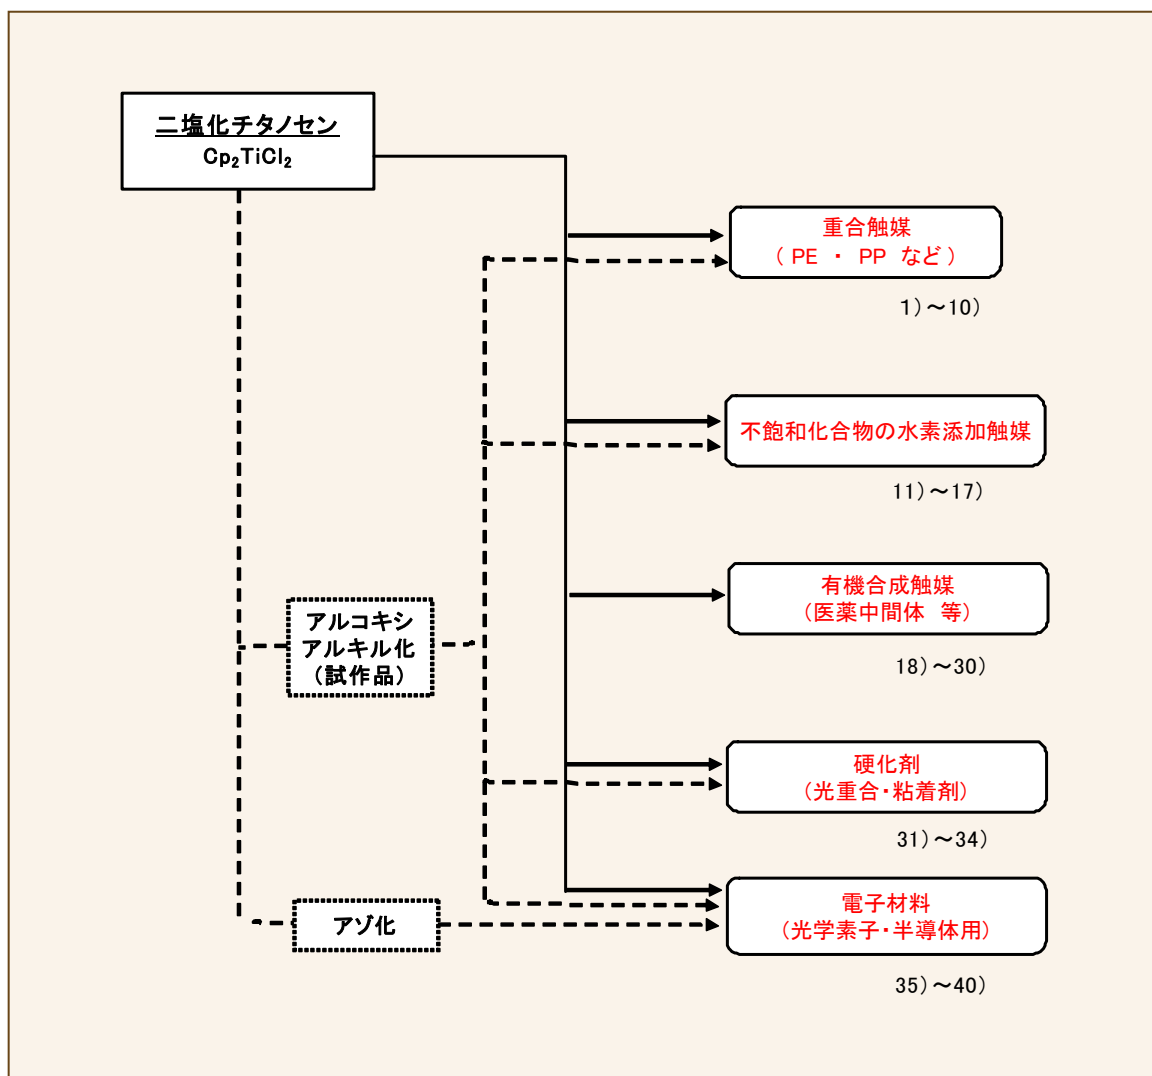 二塩化チタノセン
Cp₂TiCl₂
重合触媒
( PE ・ PP など )
1)～10)
不飽和化合物の水素添加触媒
11)～17)
有機合成触媒
(医薬中間体 等)
18)～30)
アルコキシ
アルキル化
(試作品)
硬化剤
(光重合・粘着剤)
31)～34)
アゾ化
電子材料
(光学素子・半導体用)
35)～40)